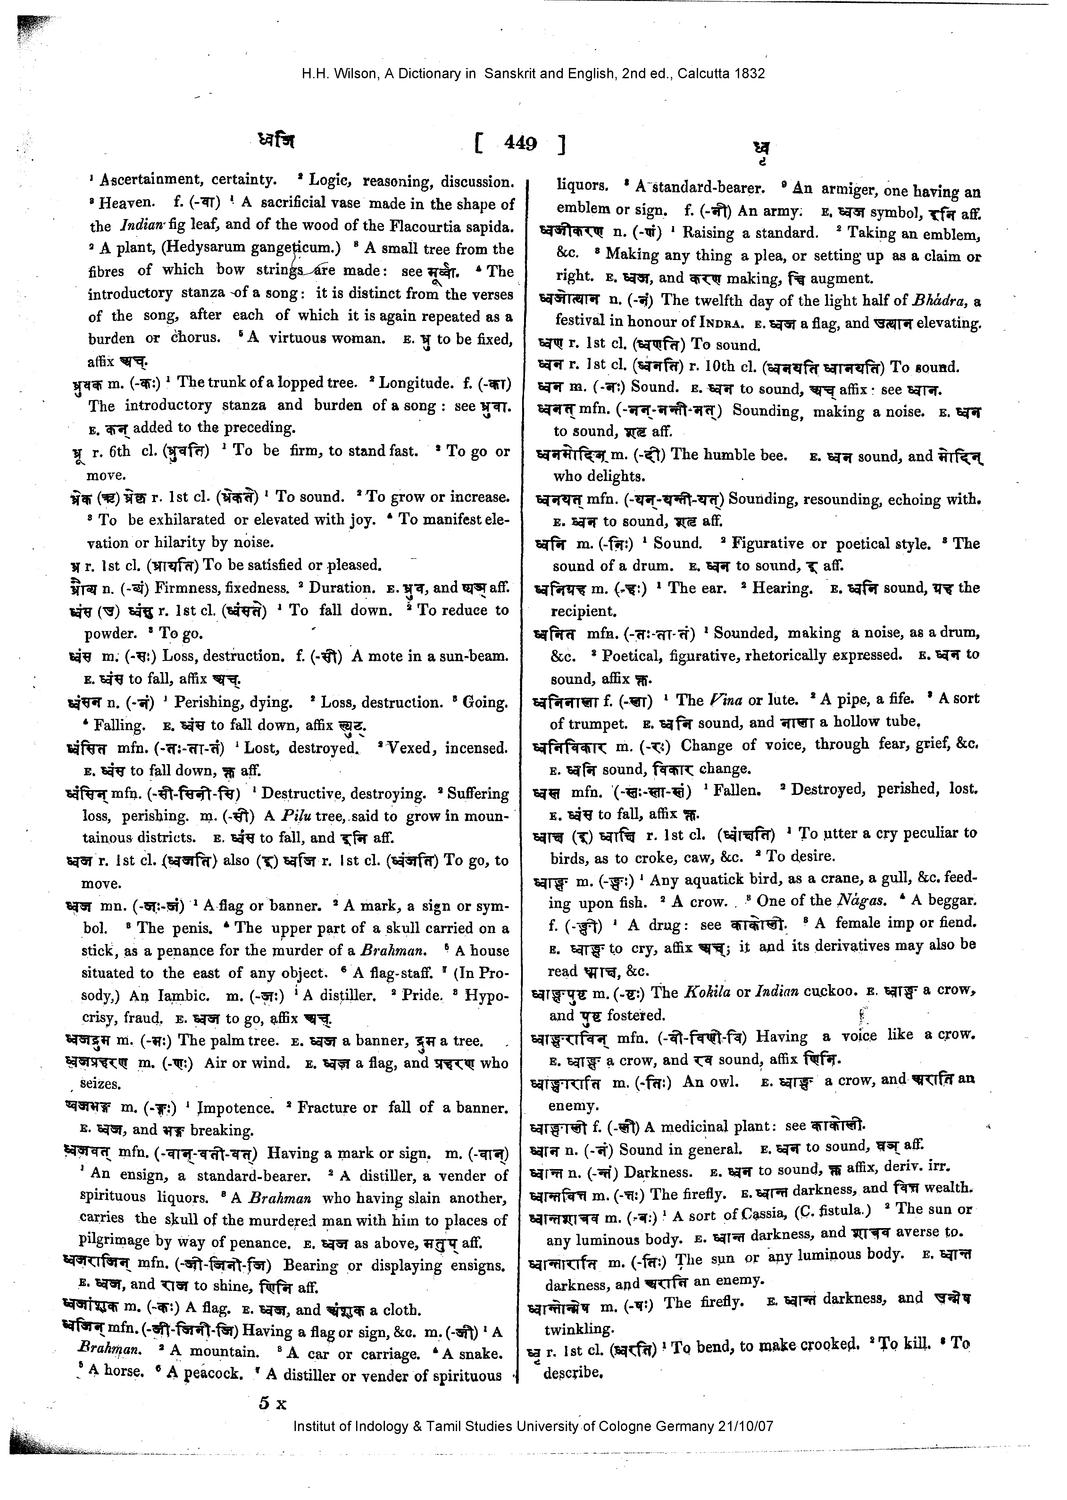 H.H. Wilson, A Dictionary in Sanskrit and English, 2nd ed., Calcutta 1832
ध्वजि [ 449 ] ध्वृ
¹ Ascertainment, certainty. ² Logic, reasoning, discussion.
³ Heaven. f. (-वा) ¹ A sacrificial vase made in the shape of
the Indian fig leaf, and of the wood of the Flacourtia sapida.
² A plant, (Hedysarum gangeticum.) ³ A small tree from the
fibres of which bow strings are made: see मूर्व्वा. ⁴ The
introductory stanza of a song: it is distinct from the verses
of the song, after each of which it is again repeated as a
burden or chorus. ⁵ A virtuous woman. E. ध्रु to be fixed,
affix अच्.
ध्रुवक m. (-कः) ¹ The trunk of a lopped tree. ² Longitude. f. (-का)
The introductory stanza and burden of a song: see ध्रुवा.
E. कन् added to the preceding.
ध्रू r. 6th cl. (ध्रुवति) ¹ To be firm, to stand fast. ² To go or
move.
ध्रेक (ऋ) ध्रेकृ r. 1st cl. (ध्रेकते) ¹ To sound. ² To grow or increase.
³ To be exhilarated or elevated with joy. ⁴ To manifest ele-
vation or hilarity by noise.
ध्रै r. 1st cl. (ध्रायति) To be satisfied or pleased.
ध्रौव्य n. (-व्यं) Firmness, fixedness. ² Duration. E. ध्रुव, and ष्यञ् aff.
ध्वंस (उ) ध्वंसु r. 1st cl. (ध्वंसते) ¹ To fall down. ² To reduce to
powder. ³ To go.
ध्वंस m. (-सः) Loss, destruction. f. (-सी) A mote in a sun-beam.
E. ध्वंस to fall, affix अच्.
ध्वंसन n. (-नं) ¹ Perishing, dying. ² Loss, destruction. ³ Going.
⁴ Falling. E. ध्वंस to fall down, affix ल्युट्.
ध्वंसित mfn. (-तः-ता-तं) ¹ Lost, destroyed. ² Vexed, incensed.
E. ध्वंस to fall down, क्त aff.
ध्वंसिन् mfn. (-सी-सिनी-सि) ¹ Destructive, destroying. ² Suffering
loss, perishing. m. (-सी) A Pilu tree, said to grow in moun-
tainous districts. E. ध्वंस to fall, and इनि aff.
ध्वज r. 1st cl. (ध्वजति) also (इ) ध्वजि r. 1st cl. (ध्वंजति) To go, to
move.
ध्वज mn. (-जः-जं) ¹ A flag or banner. ² A mark, a sign or sym-
bol. ³ The penis. ⁴ The upper part of a skull carried on a
stick, as a penance for the murder of a Brahman. ⁵ A house
situated to the east of any object. ⁶ A flag-staff. ⁷ (In Pro-
sody,) An Iambic. m. (-जः) ¹ A distiller. ² Pride. ³ Hypo-
crisy, fraud. E. ध्वज to go, affix अच्.
ध्वजद्रुम m. (-मः) The palm tree. E. ध्वज a banner, द्रुम a tree.
ध्वजप्रहरण m. (-णः) Air or wind. E. ध्वज a flag, and प्रहरण who
seizes.
ध्वजभङ्ग m. (-ङ्गः) ¹ Impotence. ² Fracture or fall of a banner.
E. ध्वज, and भङ्ग breaking.
ध्वजवत् mfn. (-वान्-वती-वत्) Having a mark or sign. m. (-वान्)
¹ An ensign, a standard-bearer. ² A distiller, a vender of
spirituous liquors. ³ A Brahman who having slain another,
carries the skull of the murdered man with him to places of
pilgrimage by way of penance. E. ध्वज as above, मतुप् aff.
ध्वजराजिन् mfn. (-जी-जिनी-जि) Bearing or displaying ensigns.
E. ध्वज, and राज to shine, णिनि aff.
ध्वजांशुक m. (-कः) A flag. E. ध्वज, and अंशुक a cloth.
ध्वजिन् mfn. (-जी-जिनी-जि) Having a flag or sign, &c. m. (-जी) ¹ A
Brahman. ² A mountain. ³ A car or carriage. ⁴ A snake.
⁵ A horse. ⁶ A peacock. ⁷ A distiller or vender of spirituous
5 x
liquors. ⁸ A standard-bearer. ⁹ An armiger, one having an
emblem or sign. f. (-नी) An army. E. ध्वज symbol, इनि aff.
ध्वजीकरण n. (-णं) ¹ Raising a standard. ² Taking an emblem,
&c. ³ Making any thing a plea, or setting up as a claim or
right. E. ध्वज, and करण making, च्वि augment.
ध्वजोत्थान n. (-नं) The twelfth day of the light half of Bhádra, a
festival in honour of INDRA. E. ध्वज a flag, and उत्थान elevating.
ध्वण r. 1st cl. (ध्वणति) To sound.
ध्वन r. 1st cl. (ध्वनति) r. 10th cl. (ध्वनयति ध्वानयति) To sound.
ध्वन m. (-नः) Sound. E. ध्वन to sound, अच् affix: see ध्वान.
ध्वनत् mfn. (-नन्-नन्ती-नत्) Sounding, making a noise. E. ध्वन
to sound, शतृ aff.
ध्वनमोदिन् m. (-दी) The humble bee. E. ध्वन sound, and मोदिन्
who delights.
ध्वनयत् mfn. (-यन्-यन्ती-यत्) Sounding, resounding, echoing with.
E. ध्वन to sound, शतृ aff.
ध्वनि m. (-निः) ¹ Sound. ² Figurative or poetical style. ³ The
sound of a drum. E. ध्वन to sound, इ aff.
ध्वनिग्रह m. (-हः) ¹ The ear. ² Hearing. E. ध्वनि sound, ग्रह the
recipient.
ध्वनित mfn. (-तः-ता-तं) ¹ Sounded, making a noise, as a drum,
&c. ² Poetical, figurative, rhetorically expressed. E. ध्वन to
sound, affix क्त.
ध्वनिनाला f. (-ला) ¹ The Vina or lute. ² A pipe, a fife. ³ A sort
of trumpet. E. ध्वनि sound, and नाला a hollow tube.
ध्वनिविकार m. (-रः) Change of voice, through fear, grief, &c.
E. ध्वनि sound, विकार change.
ध्वस्त mfn. (-स्तः-स्ता-स्तं) ¹ Fallen. ² Destroyed, perished, lost.
E. ध्वंस to fall, affix क्त.
ध्वाक्ष (इ) ध्वाक्षि r. 1st cl. (ध्वांक्षति) ¹ To utter a cry peculiar to
birds, as to croke, caw, &c. ² To desire.
ध्वाङ्क्ष m. (-ङ्क्षः) ¹ Any aquatick bird, as a crane, a gull, &c. feed-
ing upon fish. ² A crow. ³ One of the Nágas. ⁴ A beggar.
f. (-ङ्क्षी) ¹ A drug: see काकोली. ² A female imp or fiend.
E. ध्वाङ्क्ष to cry, affix अच्; it and its derivatives may also be
read ध्माक्ष, &c.
ध्वाङ्क्षपुष्ट m. (-ष्टः) The Kokila or Indian cuckoo. E. ध्वाङ्क्ष a crow,
and पुष्ट fostered.
ध्वाङ्क्षराविन् mfn. (-वी-विणी-वि) Having a voice like a crow.
E. ध्वाङ्क्ष a crow, and रव sound, affix णिनि.
ध्वाङ्क्षाराति m. (-तिः) An owl. E. ध्वाङ्क्ष a crow, and अराति an
enemy.
ध्वाङ्क्षोली f. (-ली) A medicinal plant: see काकोली.
ध्वान n. (-नं) Sound in general. E. ध्वन to sound, घञ् aff.
ध्वान्त n. (-न्तं) Darkness. E. ध्वन to sound, क्त affix, deriv. irr.
ध्वान्तवित्त m. (-त्तः) The firefly. E. ध्वान्त darkness, and वित्त wealth.
ध्वान्तशात्रव m. (-वः) ¹ A sort of Cassia, (C. fistula.) ² The sun or
any luminous body. E. ध्वान्त darkness, and शात्रव averse to.
ध्वान्ताराति m. (-तिः) The sun or any luminous body. E. ध्वान्त
darkness, and अराति an enemy.
ध्वान्तोन्मेष m. (-षः) The firefly. E. ध्वान्त darkness, and उन्मेष
twinkling.
ध्वृ r. 1st cl. (ध्वरति) ¹ To bend, to make crooked. ² To kill. ³ To
describe.
Institut of Indology & Tamil Studies University of Cologne Germany 21/10/07